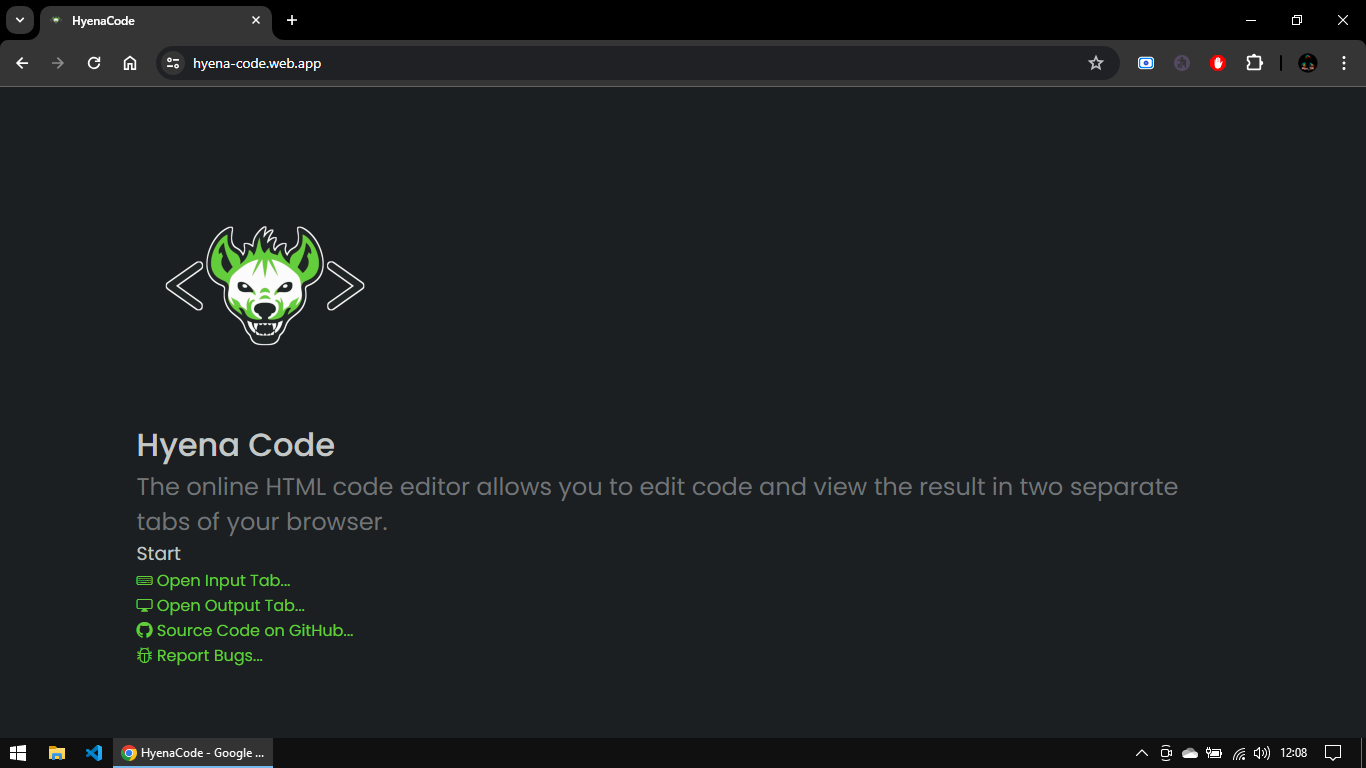 HyenaCode
hyena-code.web.app
Hyena Code
The online HTML code editor allows you to edit code and view the result in two separate
tabs of your browser.
Start
Open Input Tab...
Open Output Tab...
Source Code on GitHub...
Report Bugs...
HyenaCode - Google ...
12:08